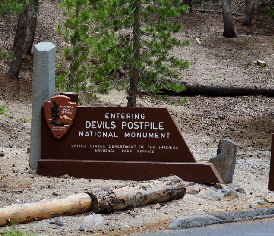 ENTERING
DEVILS POSTPILE
NATIONAL MONUMENT
UNITED STATES DEPARTMENT OF THE INTERIOR
NATIONAL PARK SERVICE